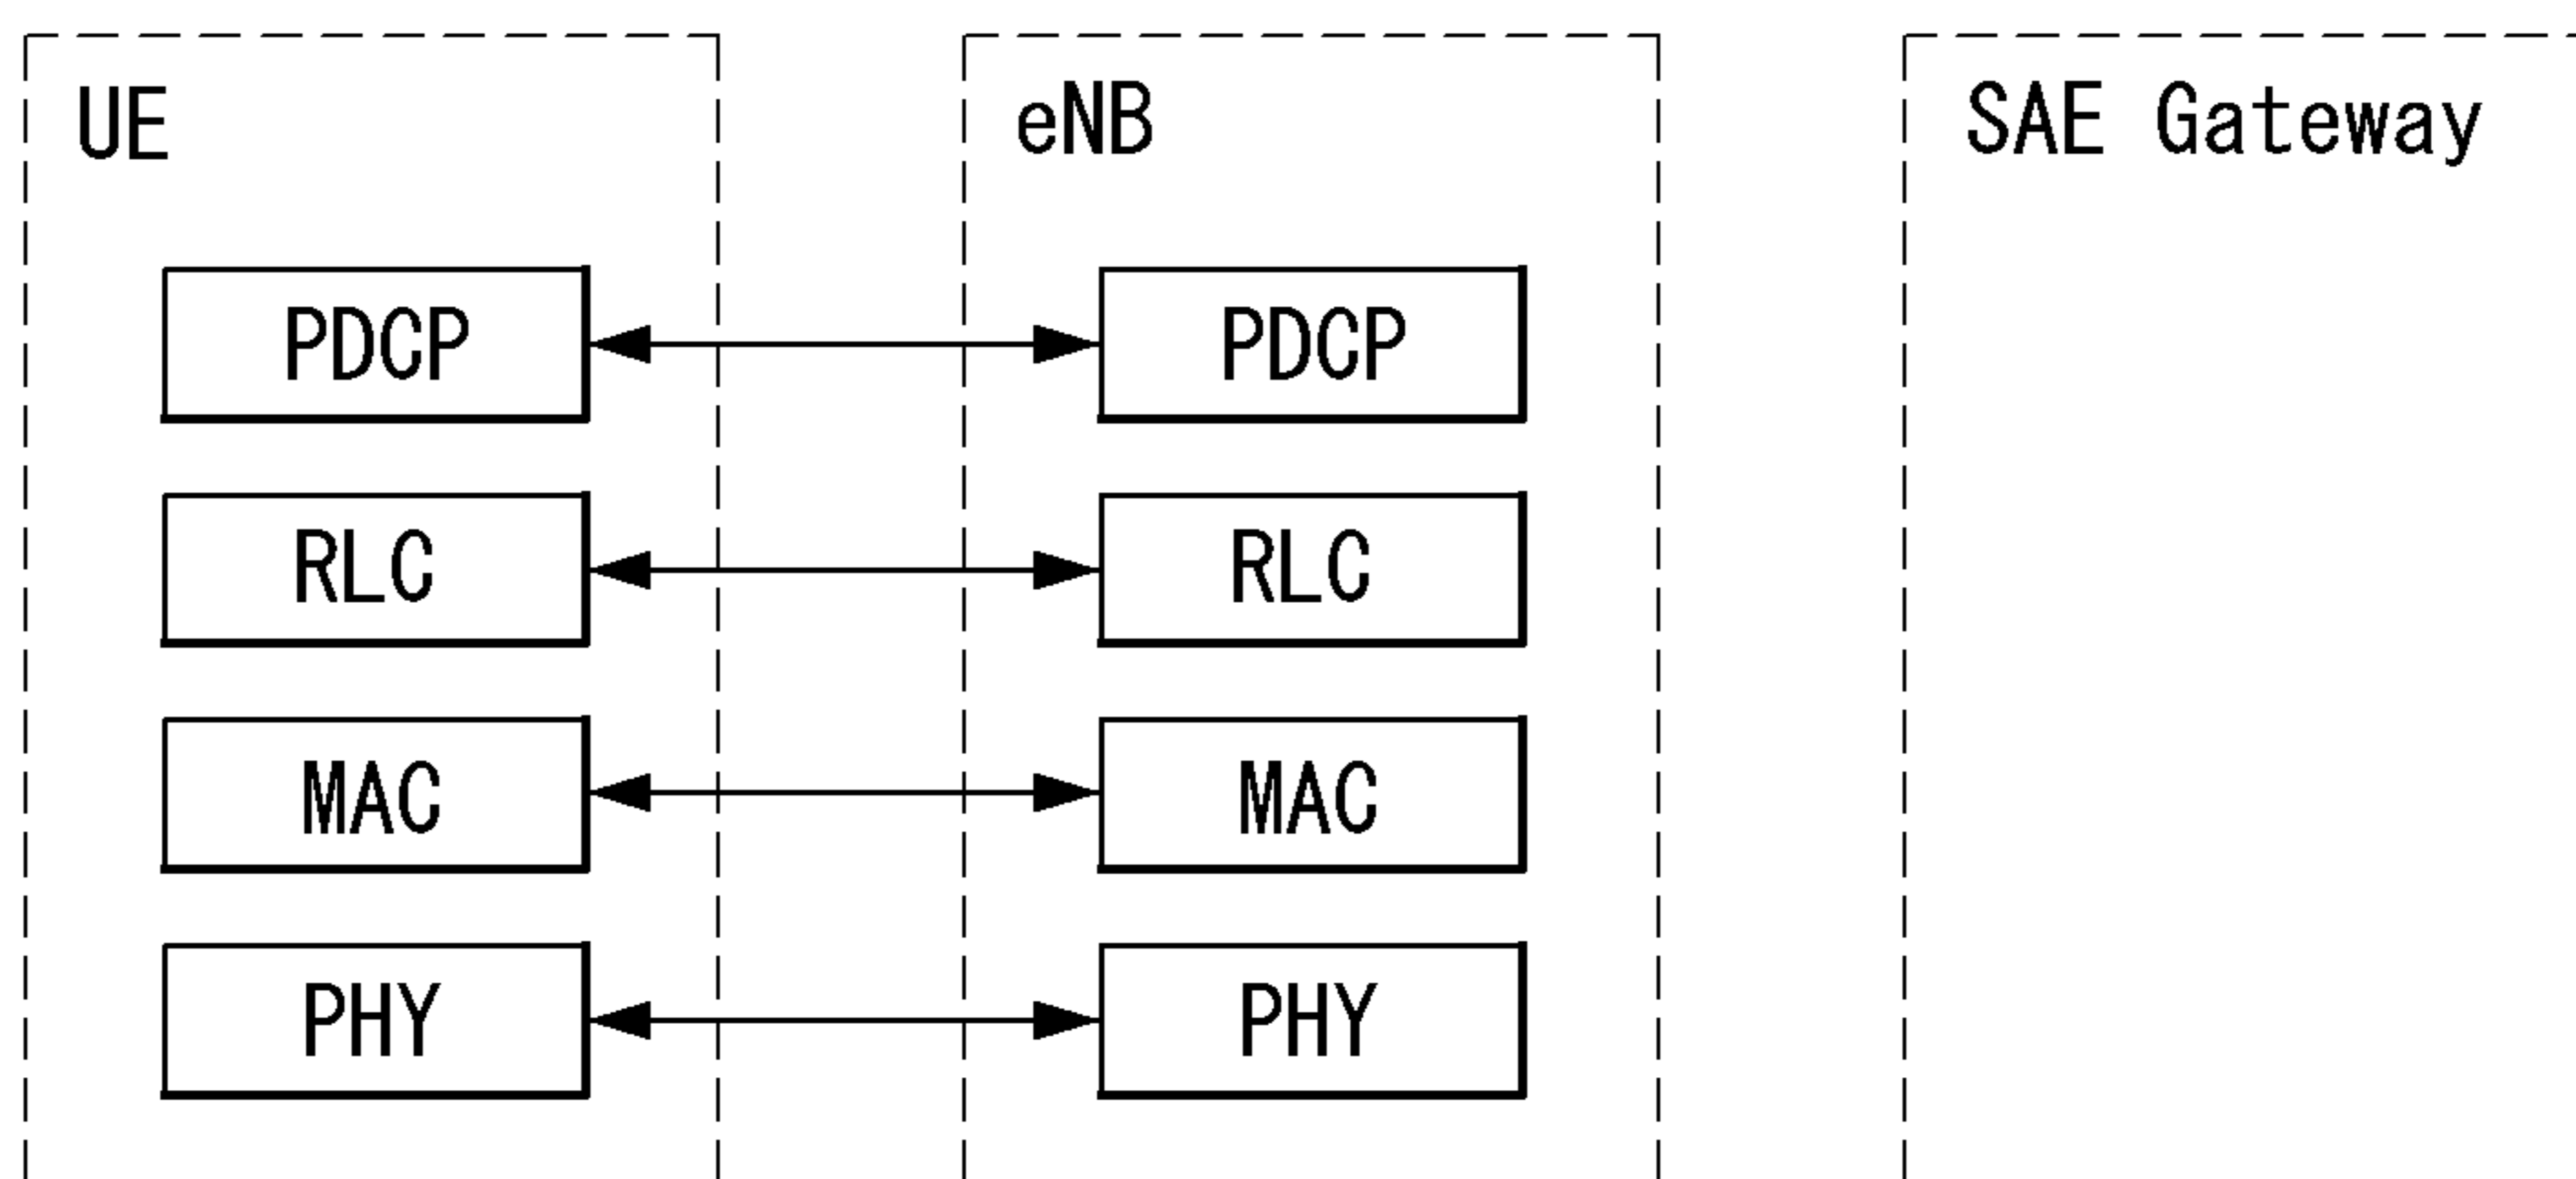 UE
eNB
SAE Gateway
PDCP
PDCP
RLC
RLC
MAC
MAC
PHY
PHY